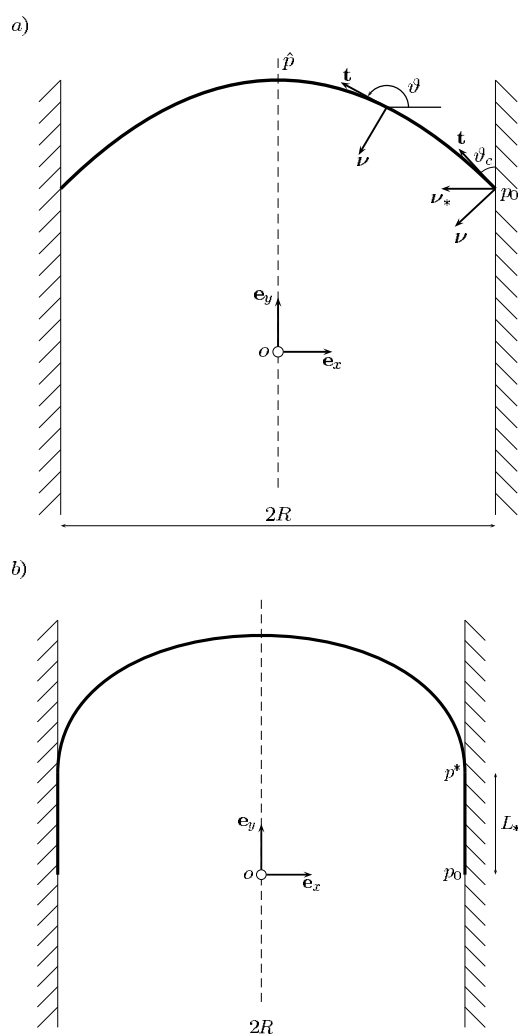 a)
p̂
t
ϑ
ν
t
ϑc
p0
ν*
ν
ey
o
ex
2R
b)
p*
L*
ey
p0
o
ex
2R